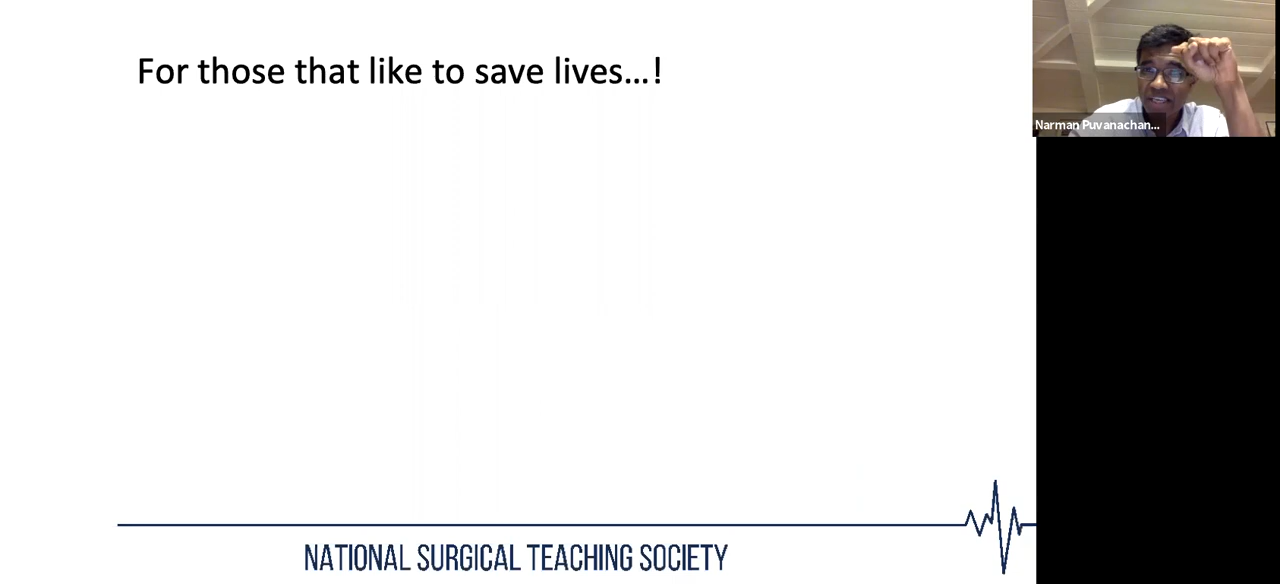 For those that like to save lives...!
Narman Puvanachan...
NATIONAL SURGICAL TEACHING SOCIETY